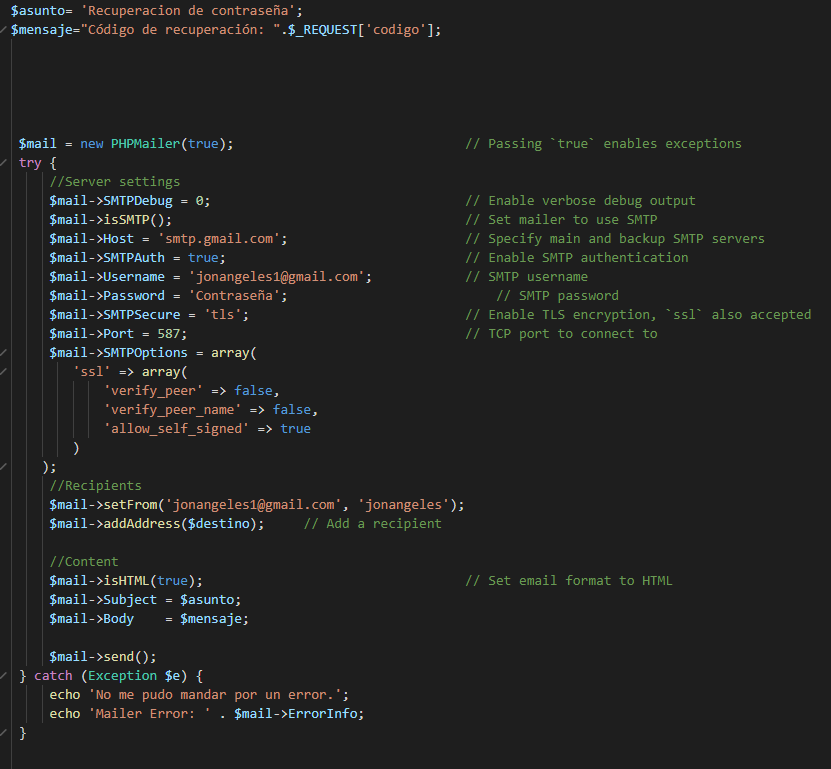 $asunto= 'Recuperacion de contraseña';
$mensaje="Código de recuperación: ".$_REQUEST['codigo'];
$mail = new PHPMailer(true); // Passing `true` enables exceptions
try {
//Server settings
$mail->SMTPDebug = 0; // Enable verbose debug output
$mail->isSMTP(); // Set mailer to use SMTP
$mail->Host = 'smtp.gmail.com'; // Specify main and backup SMTP servers
$mail->SMTPAuth = true; // Enable SMTP authentication
$mail->Username = 'jonangeles1@gmail.com'; // SMTP username
$mail->Password = 'Contraseña'; // SMTP password
$mail->SMTPSecure = 'tls'; // Enable TLS encryption, `ssl` also accepted
$mail->Port = 587; // TCP port to connect to
$mail->SMTPOptions = array(
'ssl' => array(
'verify_peer' => false,
'verify_peer_name' => false,
'allow_self_signed' => true
)
);
//Recipients
$mail->setFrom('jonangeles1@gmail.com', 'jonangeles');
$mail->addAddress($destino); // Add a recipient
//Content
$mail->isHTML(true); // Set email format to HTML
$mail->Subject = $asunto;
$mail->Body = $mensaje;
$mail->send();
} catch (Exception $e) {
echo 'No me pudo mandar por un error.';
echo 'Mailer Error: ' . $mail->ErrorInfo;
}